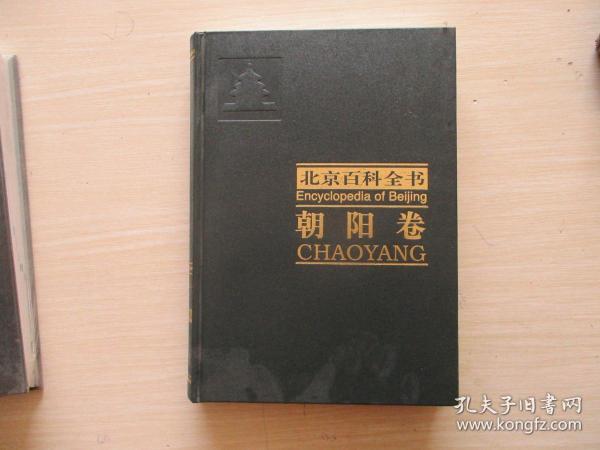 北京百科全书
Encyclopedia of Beijing
朝阳卷
CHAOYANG
孔夫子旧书网
www.kongfz.com